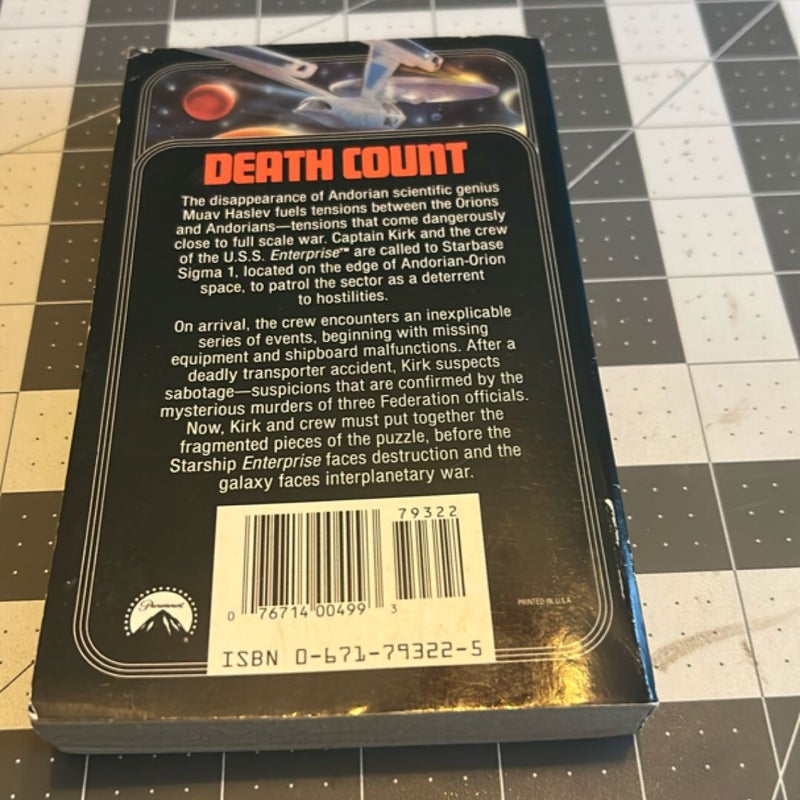 DEATH COUNT
The disappearance of Andorian scientific genius
Muav Haslev fuels tensions between the Orions
and Andorians—tensions that come dangerously
close to full scale war. Captain Kirk and the crew
of the U.S.S. Enterprise™ are called to Starbase
Sigma 1, located on the edge of Andorian-Orion
space, to patrol the sector as a deterrent
to hostilities.
On arrival, the crew encounters an inexplicable
series of events, beginning with missing
equipment and shipboard malfunctions. After a
deadly transporter accident, Kirk suspects
sabotage—suspicions that are confirmed by the
mysterious murders of three Federation officials.
Now, Kirk and crew must put together the
fragmented pieces of the puzzle, before the
Starship Enterprise faces destruction and the
galaxy faces interplanetary war.
79322
0 76714 00499 3
Paramount
PRINTED IN U.S.A.
ISBN 0-671-79322-5